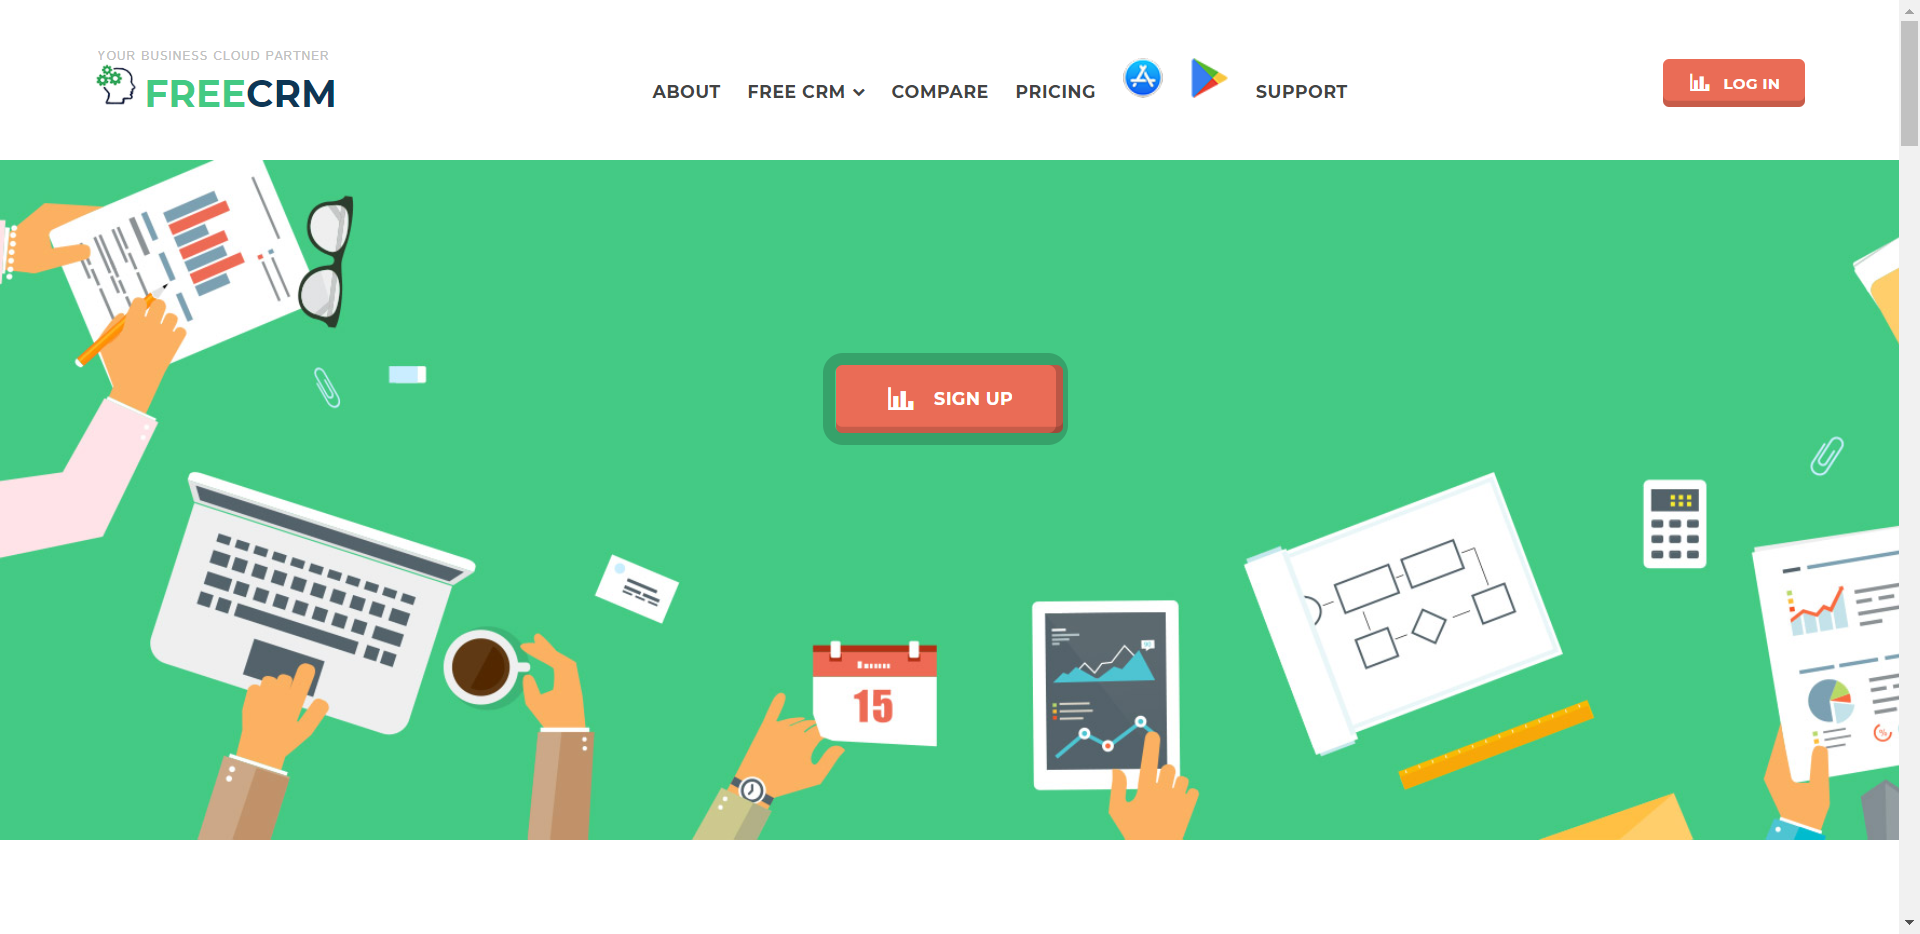 YOUR BUSINESS CLOUD PARTNER
FREECRM
ABOUT
FREE CRM
COMPARE
PRICING
SUPPORT
LOG IN
SIGN UP
15
%